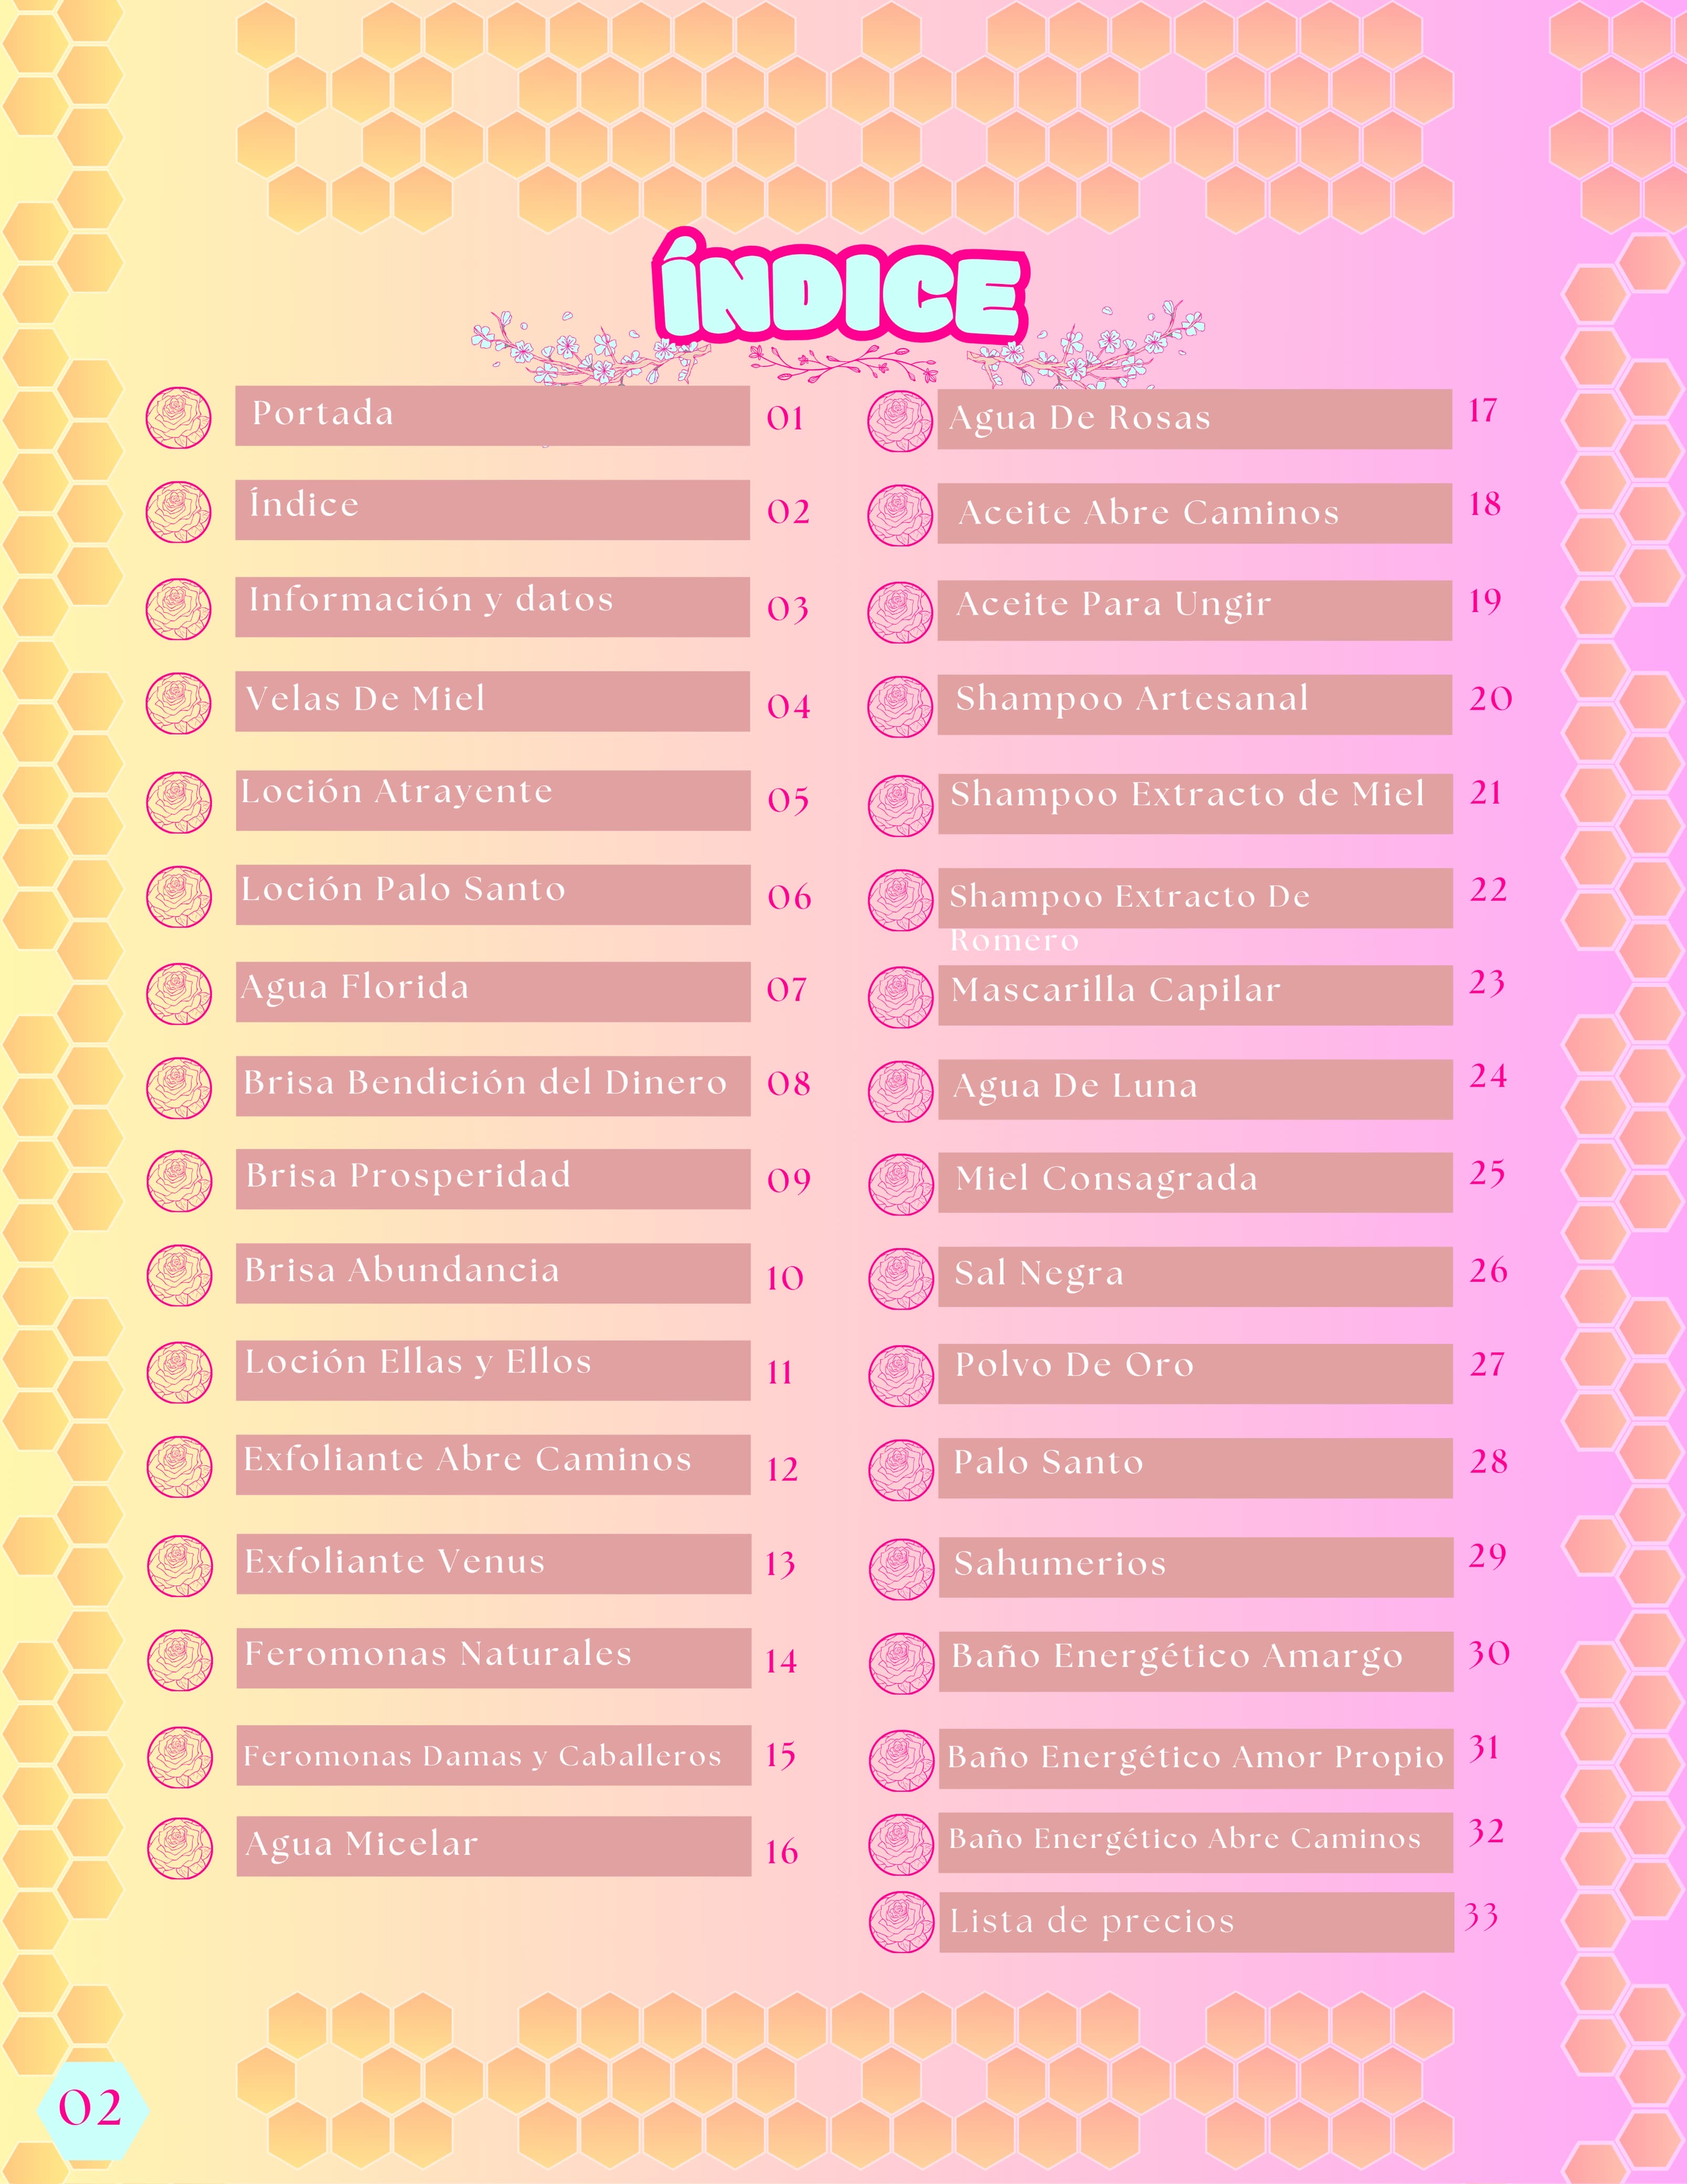 ÍNDICE
Portada 01
Índice 02
Información y datos 03
Velas De Miel 04
Loción Atrayente 05
Loción Palo Santo 06
Agua Florida 07
Brisa Bendición del Dinero 08
Brisa Prosperidad 09
Brisa Abundancia 10
Loción Ellas y Ellos 11
Exfoliante Abre Caminos 12
Exfoliante Venus 13
Feromonas Naturales 14
Feromonas Damas y Caballeros 15
Agua Micelar 16
Agua De Rosas 17
Aceite Abre Caminos 18
Aceite Para Ungir 19
Shampoo Artesanal 20
Shampoo Extracto de Miel 21
Shampoo Extracto De 22
Romero
Mascarilla Capilar 23
Agua De Luna 24
Miel Consagrada 25
Sal Negra 26
Polvo De Oro 27
Palo Santo 28
Sahumerios 29
Baño Energético Amargo 30
Baño Energético Amor Propio 31
Baño Energético Abre Caminos 32
Lista de precios 33
02